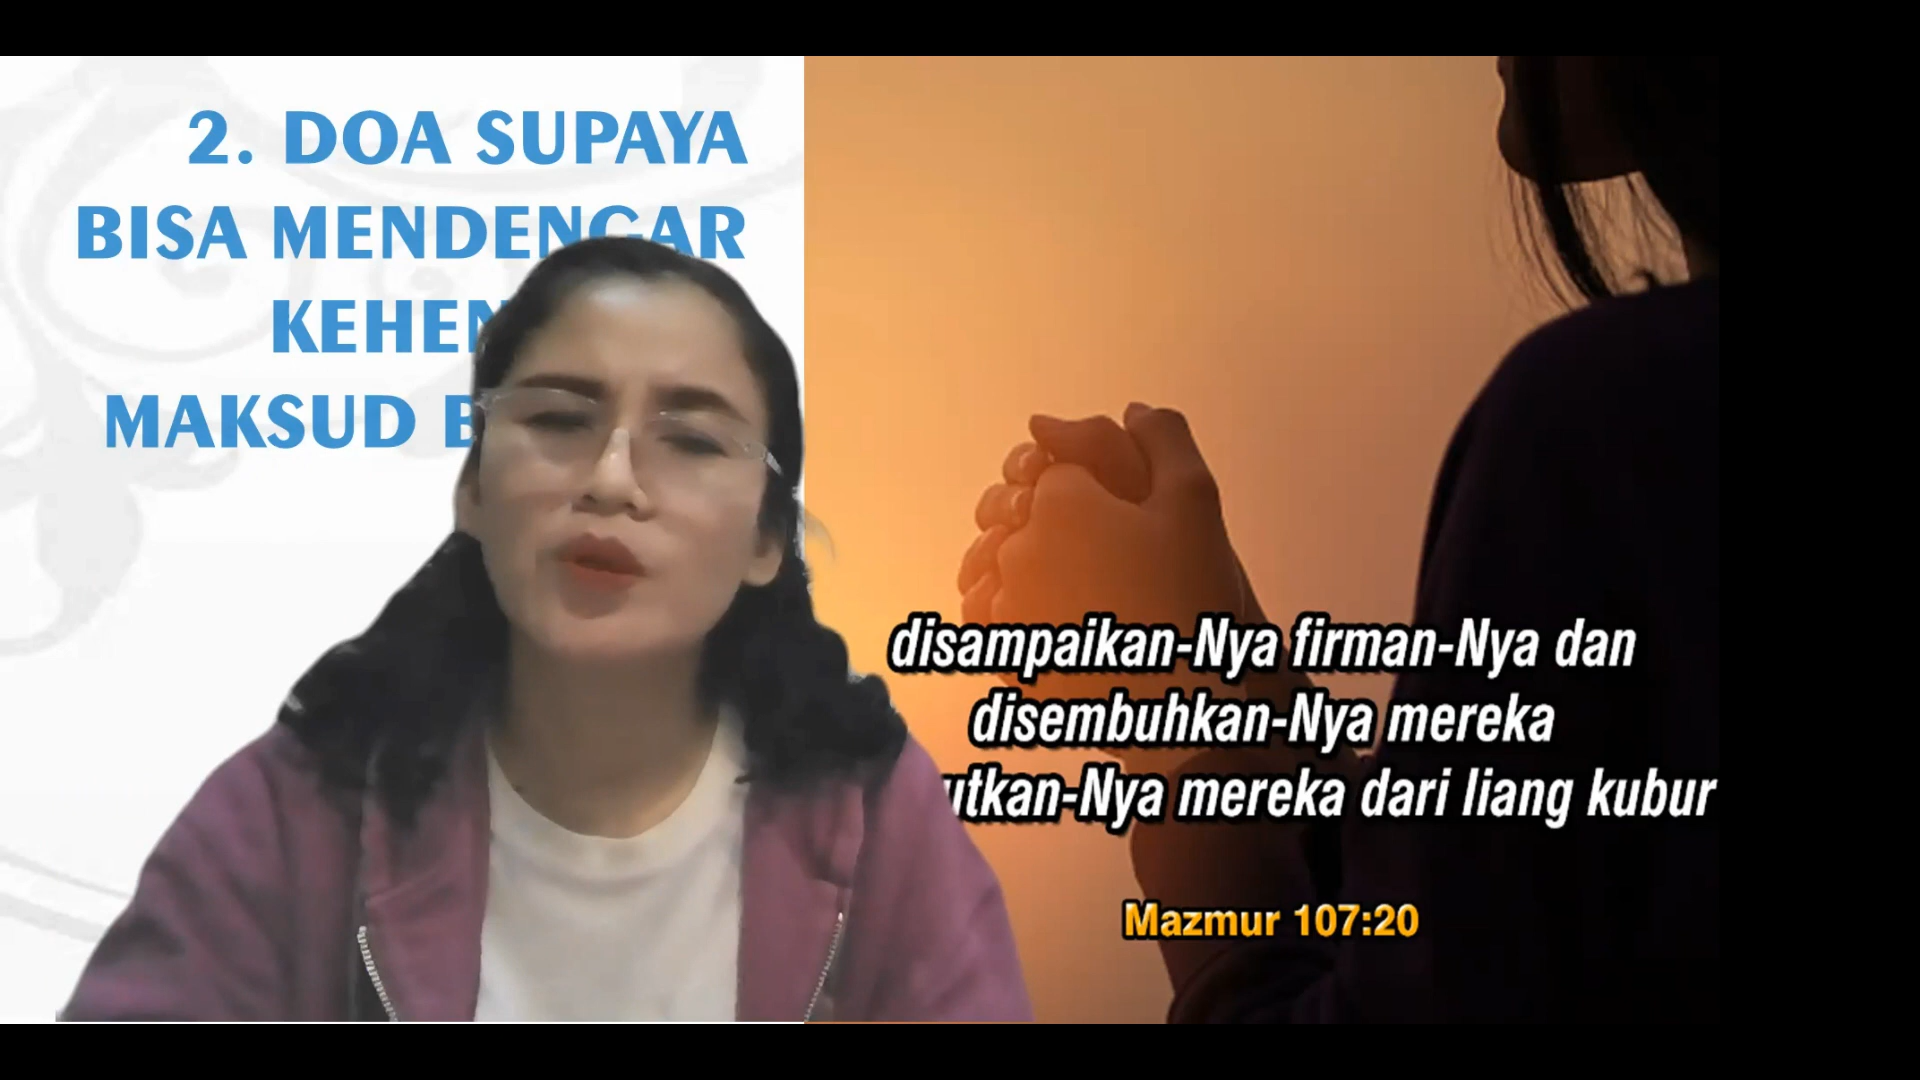 2. DOA SUPAYA
BISA MENDENGAR
MAKSUD
disampaikan-Nya firman-Nya dan
disembuhkan-Nya mereka
mereka dari liang kubur
Mazmur 107:20